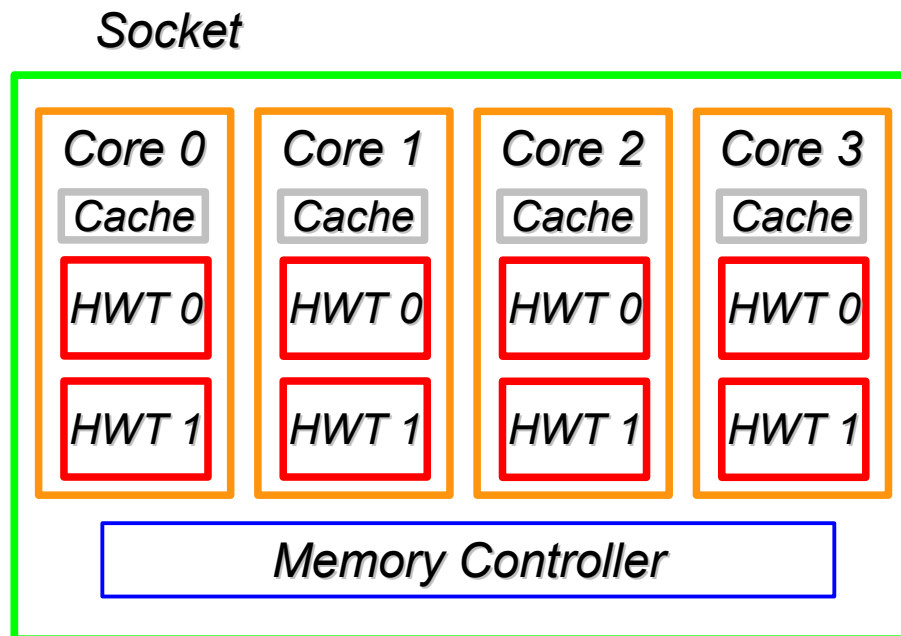 Socket
Core 0
Core 1
Core 2
Core 3
Cache
Cache
Cache
Cache
HWT 0
HWT 0
HWT 0
HWT 0
HWT 1
HWT 1
HWT 1
HWT 1
Memory Controller